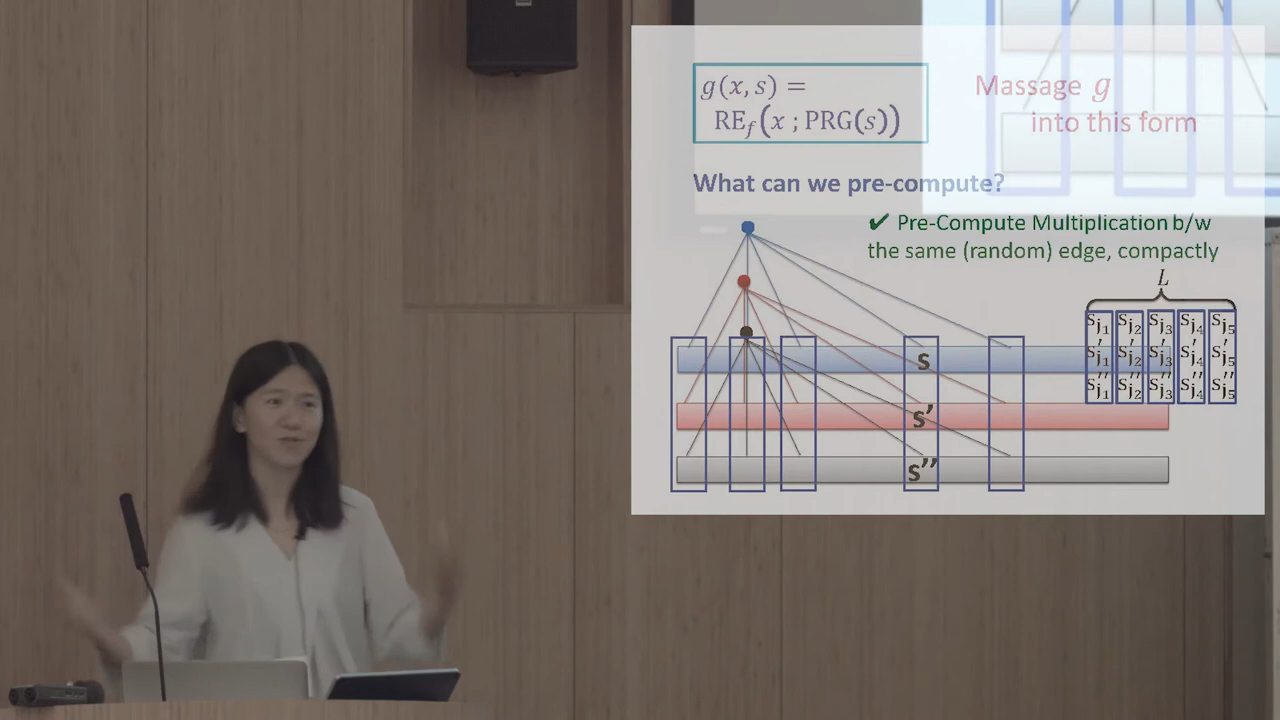 g(x, s) =
RE_f(x ; PRG(s))
Massage g
into this form
What can we pre-compute?
✔ Pre-Compute Multiplication b/w
the same (random) edge, compactly
L
s_j₁ s_j₂ s_j₃ s_j₄ s_j₅
s'_j₁ s'_j₂ s'_j₃ s'_j₄ s'_j₅
s''_j₁ s''_j₂ s''_j₃ s''_j₄ s''_j₅
s
s'
s''